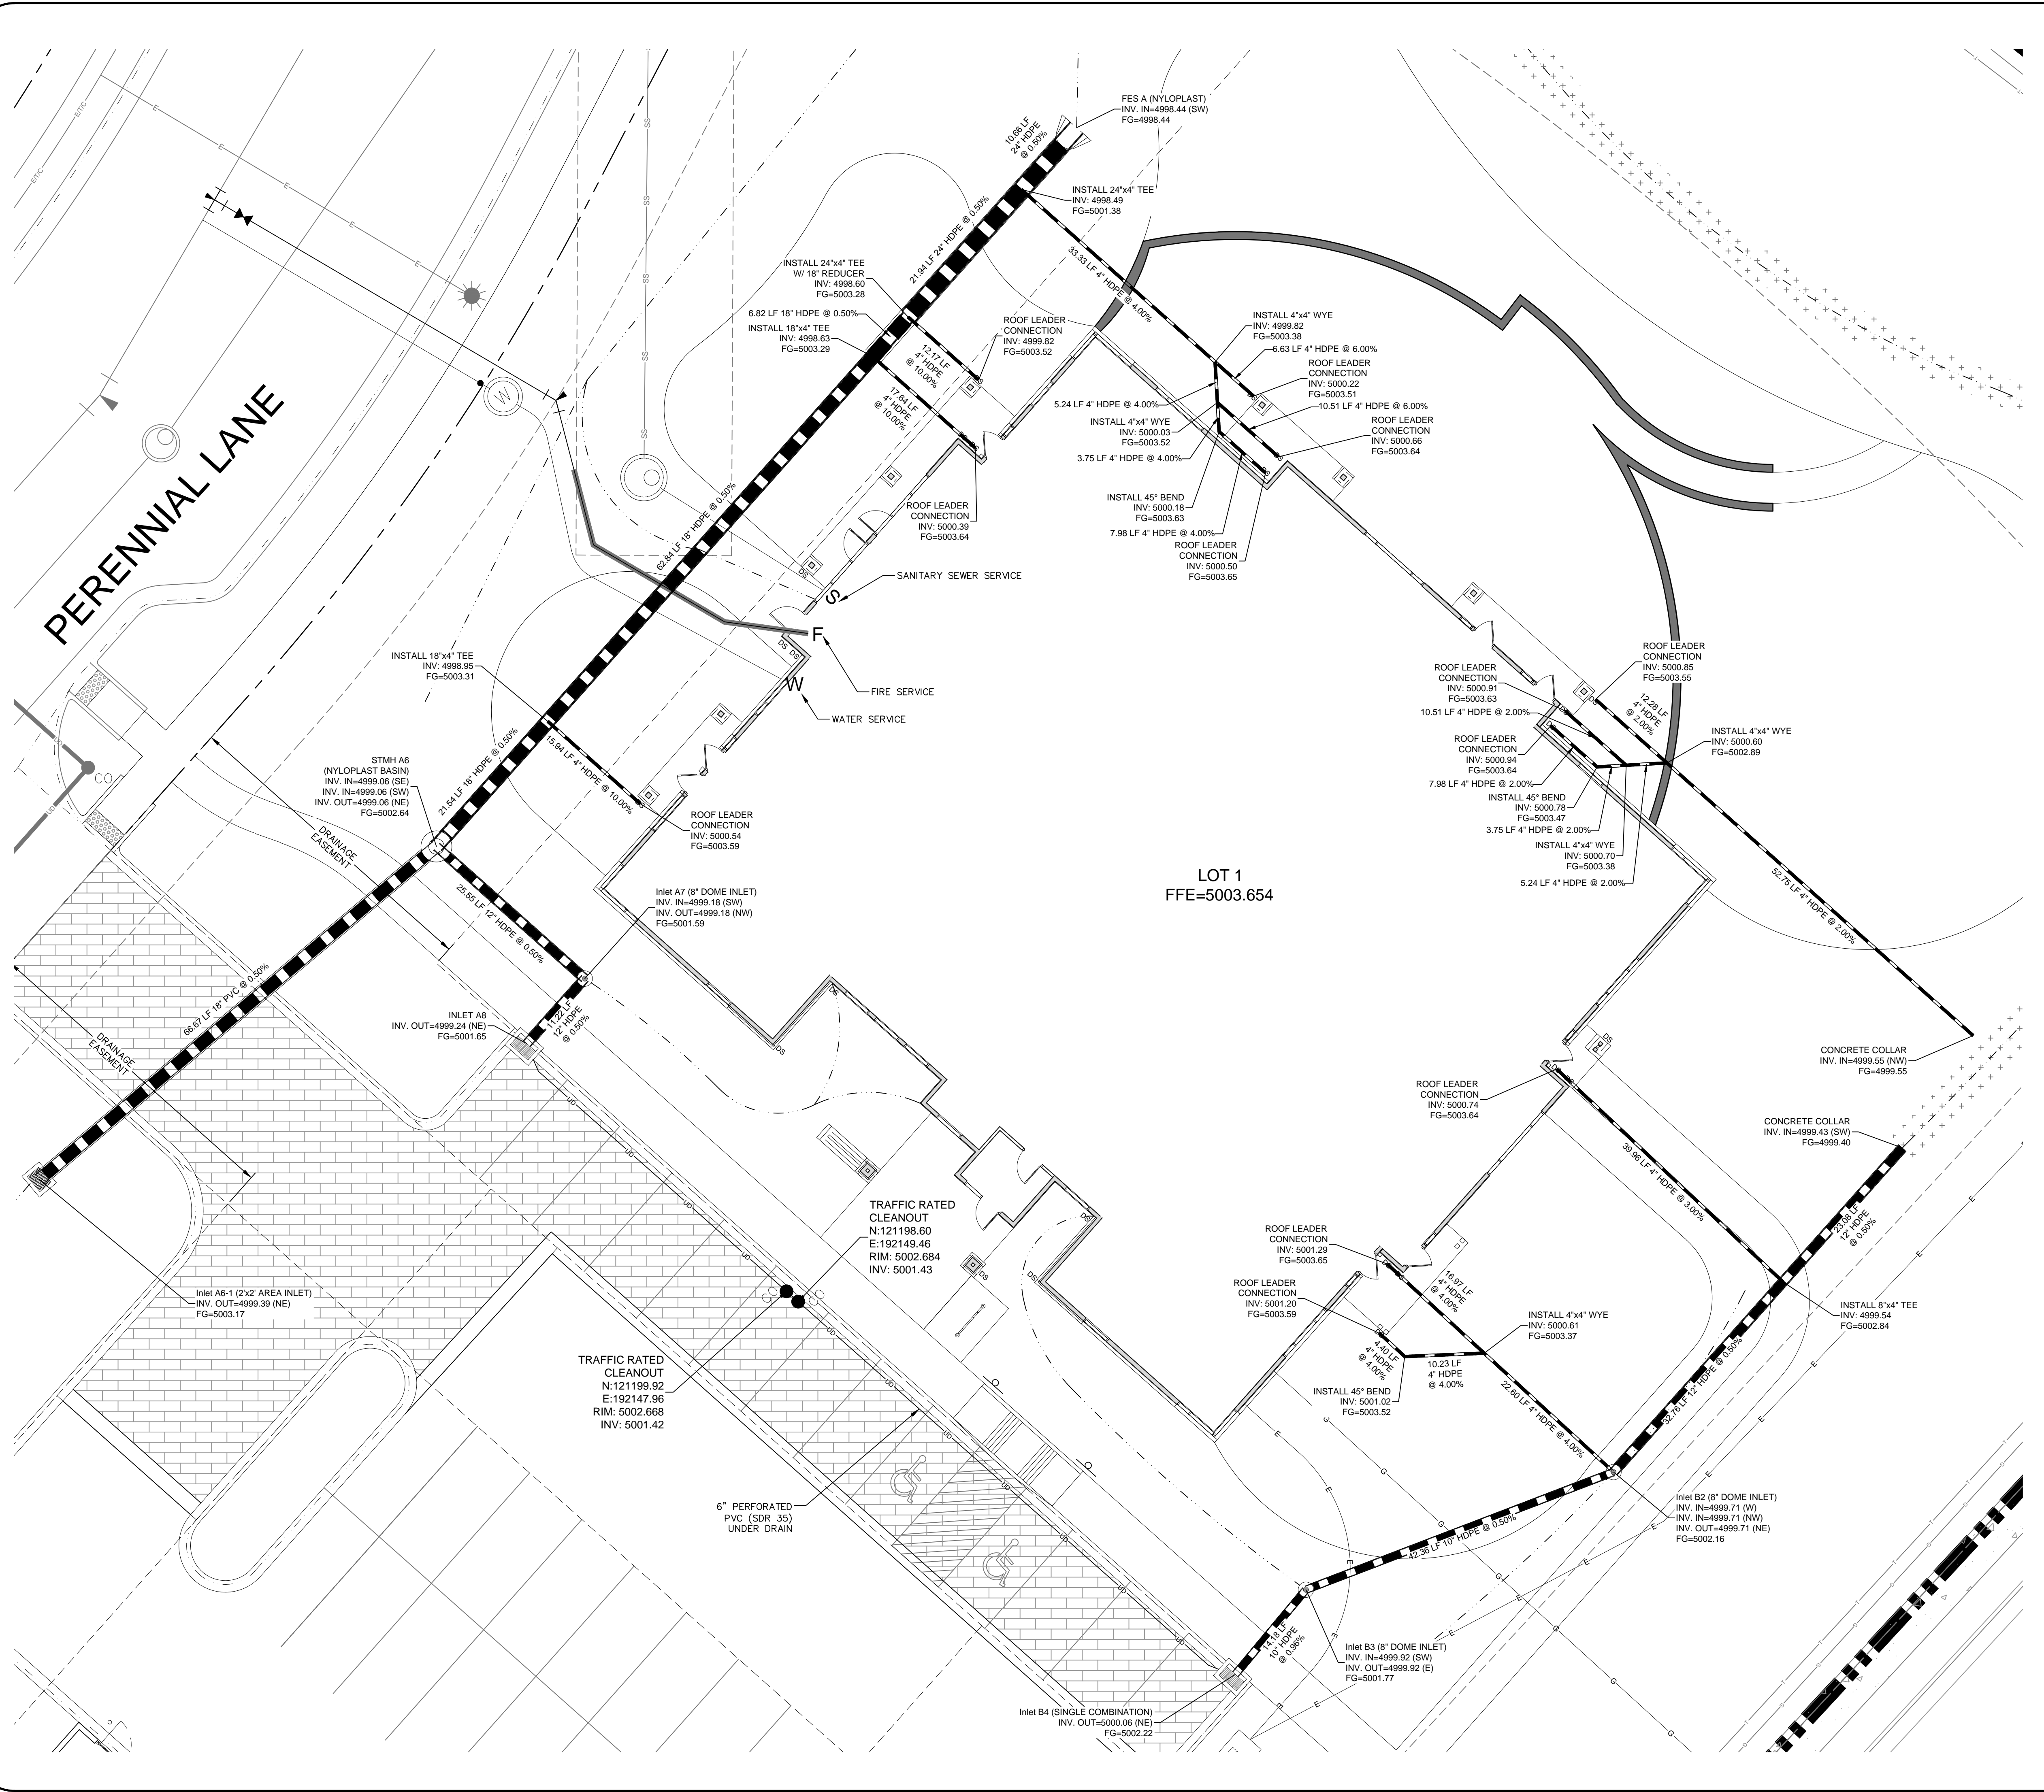 FES A (NYLOPLAST)
INV. IN=4998.44 (SW)
FG=4998.44
10.66 LF
24" HDPE
@ 0.50%
INSTALL 24"x4" TEE
INV: 4998.49
FG=5001.38
21.94 LF 24" HDPE @ 0.50%
33.33 LF 4" HDPE @ 4.00%
INSTALL 24"x4" TEE
W/ 18" REDUCER
INV: 4998.60
FG=5003.28
6.82 LF 18" HDPE @ 0.50%
INSTALL 18"x4" TEE
INV: 4998.63
FG=5003.29
ROOF LEADER
CONNECTION
INV: 4999.82
FG=5003.52
12.17 LF
4" HDPE
@ 10.00%
17.64 LF
4" HDPE
@ 10.00%
INSTALL 4"x4" WYE
INV: 4999.82
FG=5003.38
6.63 LF 4" HDPE @ 6.00%
ROOF LEADER
CONNECTION
INV: 5000.22
FG=5003.51
10.51 LF 4" HDPE @ 6.00%
ROOF LEADER
CONNECTION
INV: 5000.66
FG=5003.64
5.24 LF 4" HDPE @ 4.00%
INSTALL 4"x4" WYE
INV: 5000.03
FG=5003.52
3.75 LF 4" HDPE @ 4.00%
INSTALL 45° BEND
INV: 5000.18
FG=5003.63
7.98 LF 4" HDPE @ 4.00%
ROOF LEADER
CONNECTION
INV: 5000.50
FG=5003.65
ROOF LEADER
CONNECTION
INV: 5000.39
FG=5003.64
PERENNIAL LANE
62.84 LF 18" HDPE @ 0.50%
SANITARY SEWER SERVICE
S
F
W
FIRE SERVICE
WATER SERVICE
INSTALL 18"x4" TEE
INV: 4998.95
FG=5003.31
STMH A6
(NYLOPLAST BASIN)
INV. IN=4999.06 (SE)
INV. IN=4999.06 (SW)
INV. OUT=4999.06 (NE)
FG=5002.64
21.54 LF 18" HDPE @ 0.50%
15.94 LF 4" HDPE @ 10.00%
ROOF LEADER
CONNECTION
INV: 5000.54
FG=5003.59
ROOF LEADER
CONNECTION
INV: 5000.85
FG=5003.55
ROOF LEADER
CONNECTION
INV: 5000.91
FG=5003.63
10.51 LF 4" HDPE @ 2.00%
12.28 LF
4" HDPE
@ 2.00%
INSTALL 4"x4" WYE
INV: 5000.60
FG=5002.89
ROOF LEADER
CONNECTION
INV: 5000.94
FG=5003.64
7.98 LF 4" HDPE @ 2.00%
INSTALL 45° BEND
INV: 5000.78
FG=5003.47
3.75 LF 4" HDPE @ 2.00%
INSTALL 4"x4" WYE
INV: 5000.70
FG=5003.38
5.24 LF 4" HDPE @ 2.00%
52.75 LF 4" HDPE @ 2.00%
LOT 1
FFE=5003.654
DRAINAGE
EASEMENT
25.55 LF 12" HDPE @ 0.50%
Inlet A7 (8" DOME INLET)
INV. IN=4999.18 (SW)
INV. OUT=4999.18 (NW)
FG=5001.59
66.67 LF 18" PVC @ 0.50%
INLET A8
INV. OUT=4999.24 (NE)
FG=5001.65
11.22 LF
12" HDPE
@ 0.50%
DRAINAGE
EASEMENT
CONCRETE COLLAR
INV. IN=4999.55 (NW)
FG=4999.55
ROOF LEADER
CONNECTION
INV: 5000.74
FG=5003.64
CONCRETE COLLAR
INV. IN=4999.43 (SW)
FG=4999.40
39.96 LF 4" HDPE @ 3.00%
23.08 LF
12" HDPE
@ 0.50%
TRAFFIC RATED
CLEANOUT
N:121198.60
E:192149.46
RIM: 5002.684
INV: 5001.43
ROOF LEADER
CONNECTION
INV: 5001.29
FG=5003.65
ROOF LEADER
CONNECTION
INV: 5001.20
FG=5003.59
16.97 LF
4" HDPE
@ 4.00%
Inlet A6-1 (2'x2' AREA INLET)
INV. OUT=4999.39 (NE)
FG=5003.17
INSTALL 8"x4" TEE
INV: 4999.54
FG=5002.84
INSTALL 4"x4" WYE
INV: 5000.61
FG=5003.37
4.40 LF
4" HDPE
@ 4.00%
10.23 LF
4" HDPE
@ 4.00%
TRAFFIC RATED
CLEANOUT
N:121199.92
E:192147.96
RIM: 5002.668
INV: 5001.42
INSTALL 45° BEND
INV: 5001.02
FG=5003.52
22.60 LF 4" HDPE @ 4.00%
32.76 LF 12" HDPE @ 0.50%
6" PERFORATED
PVC (SDR 35)
UNDER DRAIN
Inlet B2 (8" DOME INLET)
INV. IN=4999.71 (W)
INV. IN=4999.71 (NW)
INV. OUT=4999.71 (NE)
FG=5002.16
42.36 LF 10" HDPE @ 0.50%
14.18 LF
10" HDPE
@ 0.96%
Inlet B3 (8" DOME INLET)
INV. IN=4999.92 (SW)
INV. OUT=4999.92 (E)
FG=5001.77
Inlet B4 (SINGLE COMBINATION)
INV. OUT=5000.06 (NE)
FG=5002.22